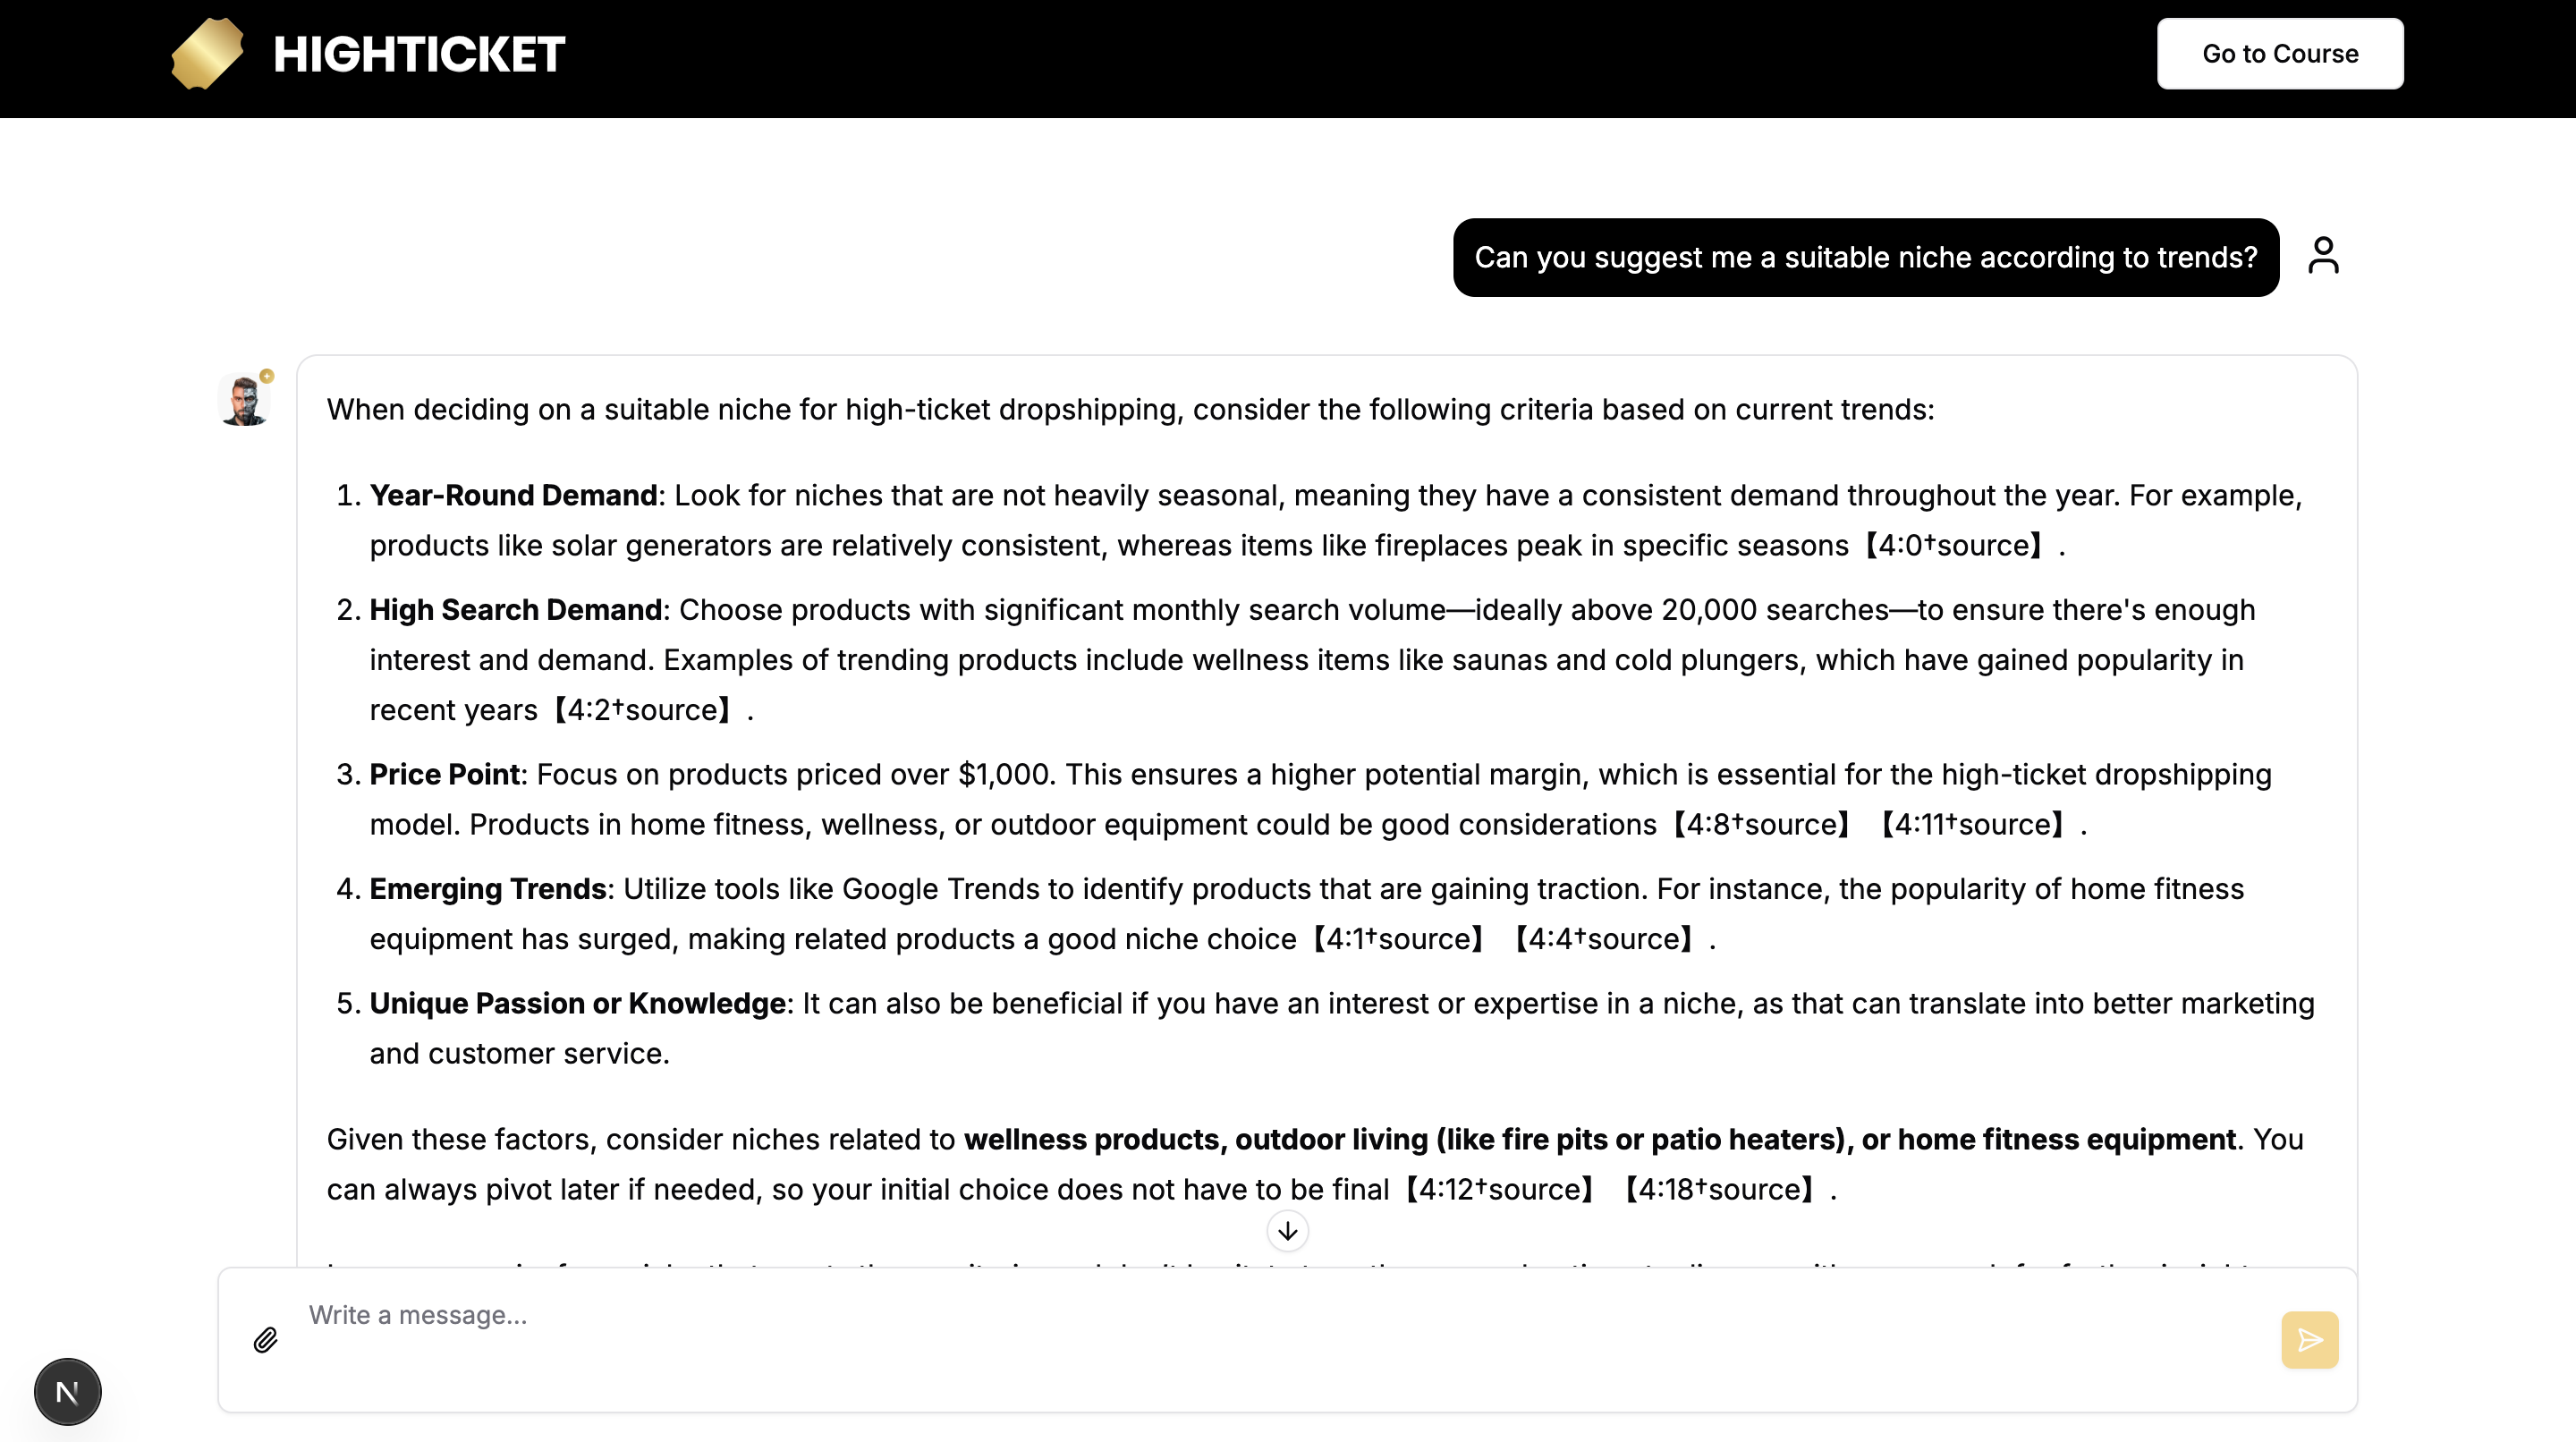 HIGHTICKET
Go to Course
Can you suggest me a suitable niche according to trends?
When deciding on a suitable niche for high-ticket dropshipping, consider the following criteria based on current trends:
1. Year-Round Demand: Look for niches that are not heavily seasonal, meaning they have a consistent demand throughout the year. For example,
products like solar generators are relatively consistent, whereas items like fireplaces peak in specific seasons【4:0†source】.
2. High Search Demand: Choose products with significant monthly search volume—ideally above 20,000 searches—to ensure there's enough
interest and demand. Examples of trending products include wellness items like saunas and cold plungers, which have gained popularity in
recent years【4:2†source】.
3. Price Point: Focus on products priced over $1,000. This ensures a higher potential margin, which is essential for the high-ticket dropshipping
model. Products in home fitness, wellness, or outdoor equipment could be good considerations【4:8†source】【4:11†source】.
4. Emerging Trends: Utilize tools like Google Trends to identify products that are gaining traction. For instance, the popularity of home fitness
equipment has surged, making related products a good niche choice【4:1†source】【4:4†source】.
5. Unique Passion or Knowledge: It can also be beneficial if you have an interest or expertise in a niche, as that can translate into better marketing
and customer service.
Given these factors, consider niches related to wellness products, outdoor living (like fire pits or patio heaters), or home fitness equipment. You
can always pivot later if needed, so your initial choice does not have to be final【4:12†source】【4:18†source】.
Write a message...
N